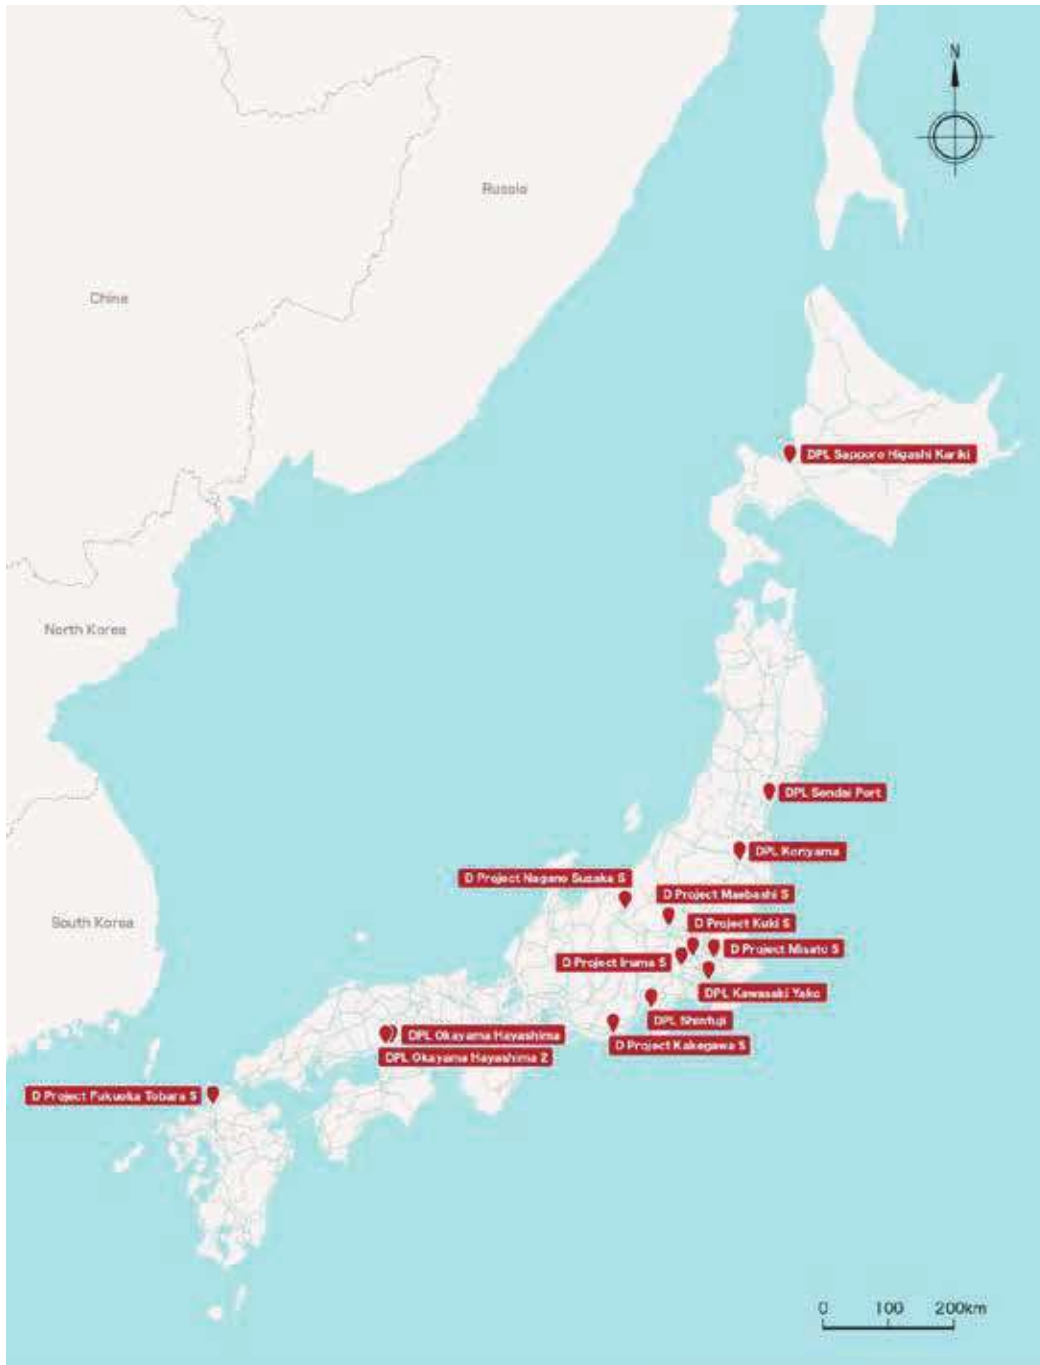 N
Russia
China
DPL Sapporo Higashi Kariki
North Korea
DPL Sendai Port
DPL Koriyama
D Project Nagano Suzaka S
D Project Maebashi S
South Korea
D Project Kuki S
D Project Misato S
D Project Iruma S
DPL Kawasaki Yako
DPL Shinfuji
DPL Okayama Hayashima
D Project Kakegawa S
DPL Okayama Hayashima 2
D Project Fukuoka Tobara S
0 100 200km